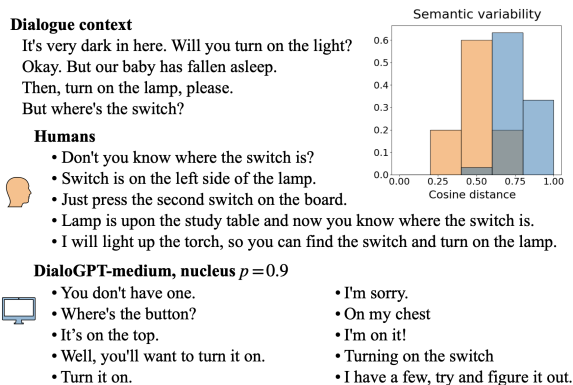 Dialogue context
It's very dark in here. Will you turn on the light?
Okay. But our baby has fallen asleep.
Then, turn on the lamp, please.
But where's the switch?
Humans
• Don't you know where the switch is?
• Switch is on the left side of the lamp.
• Just press the second switch on the board.
• Lamp is upon the study table and now you know where the switch is.
• I will light up the torch, so you can find the switch and turn on the lamp.
Semantic variability
0.6
0.5
0.4
0.3
0.2
0.1
0.0
0.00 0.25 0.50 0.75 1.00
Cosine distance
DialoGPT-medium, nucleus p=0.9
• You don't have one.
• Where's the button?
• It's on the top.
• Well, you'll want to turn it on.
• Turn it on.
• I'm sorry.
• On my chest
• I'm on it!
• Turning on the switch
• I have a few, try and figure it out.